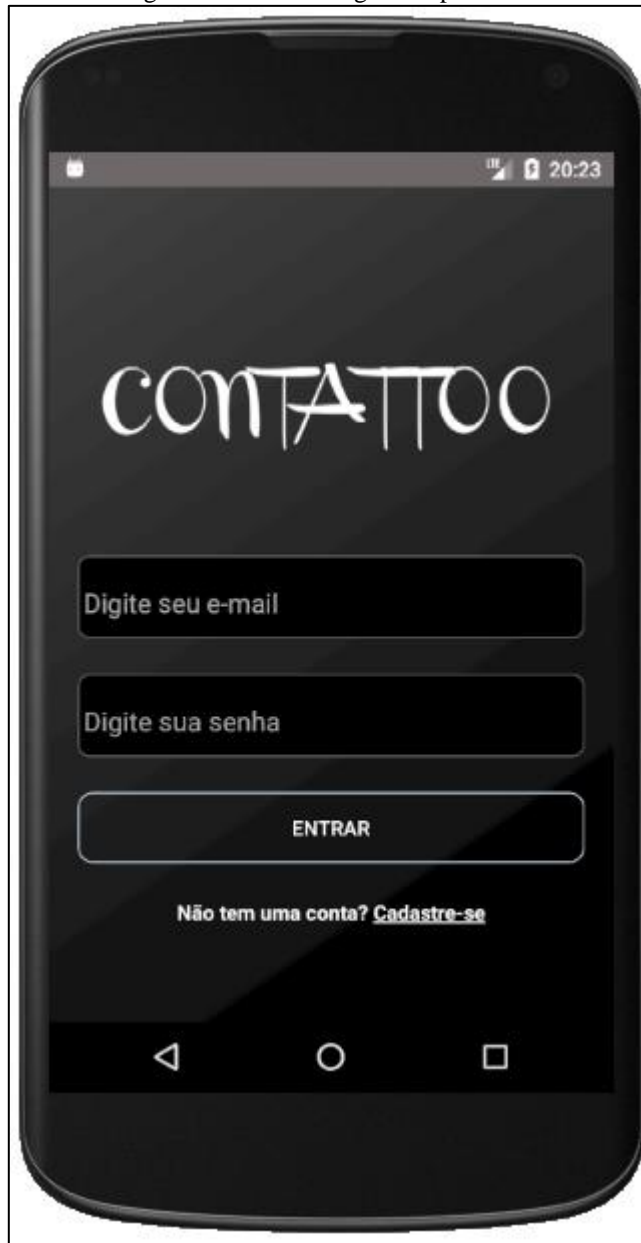 20:23
CONTATTOO
Digite seu e-mail
Digite sua senha
ENTRAR
Não tem uma conta? Cadastre-se